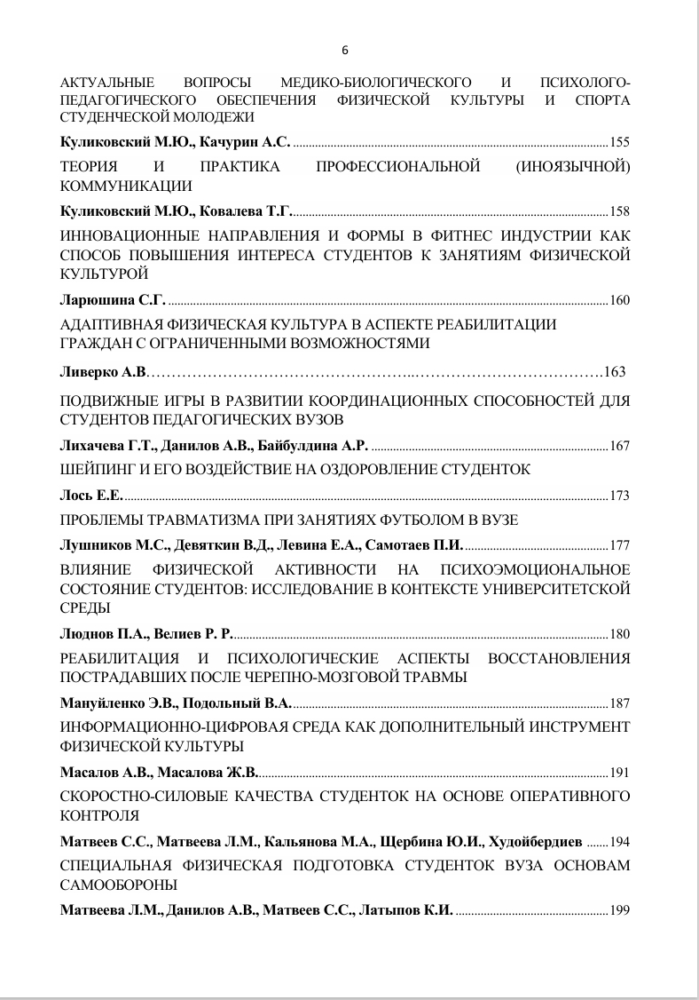 6
АКТУАЛЬНЫЕ ВОПРОСЫ МЕДИКО-БИОЛОГИЧЕСКОГО И ПСИХОЛОГО-
ПЕДАГОГИЧЕСКОГО ОБЕСПЕЧЕНИЯ ФИЗИЧЕСКОЙ КУЛЬТУРЫ И СПОРТА
СТУДЕНЧЕСКОЙ МОЛОДЕЖИ
Куликовский М.Ю., Качурин А.С. ........................................................................155
ТЕОРИЯ И ПРАКТИКА ПРОФЕССИОНАЛЬНОЙ (ИНОЯЗЫЧНОЙ)
КОММУНИКАЦИИ
Куликовский М.Ю., Ковалева Т.Г.........................................................................158
ИННОВАЦИОННЫЕ НАПРАВЛЕНИЯ И ФОРМЫ В ФИТНЕС ИНДУСТРИИ КАК
СПОСОБ ПОВЫШЕНИЯ ИНТЕРЕСА СТУДЕНТОВ К ЗАНЯТИЯМ ФИЗИЧЕСКОЙ
КУЛЬТУРОЙ
Ларюшина С.Г. ........................................................................160
АДАПТИВНАЯ ФИЗИЧЕСКАЯ КУЛЬТУРА В АСПЕКТЕ РЕАБИЛИТАЦИИ
ГРАЖДАН С ОГРАНИЧЕННЫМИ ВОЗМОЖНОСТЯМИ
Ливерко А.В…………………………………………..……………………………….163
ПОДВИЖНЫЕ ИГРЫ В РАЗВИТИИ КООРДИНАЦИОННЫХ СПОСОБНОСТЕЙ ДЛЯ
СТУДЕНТОВ ПЕДАГОГИЧЕСКИХ ВУЗОВ
Лихачева Г.Т., Данилов А.В., Байбулдина А.Р. ........................................................................167
ШЕЙПИНГ И ЕГО ВОЗДЕЙСТВИЕ НА ОЗДОРОВЛЕНИЕ СТУДЕНТОК
Лось Е.Е.........................................................................173
ПРОБЛЕМЫ ТРАВМАТИЗМА ПРИ ЗАНЯТИЯХ ФУТБОЛОМ В ВУЗЕ
Лушников М.С., Девяткин В.Д., Левина Е.А., Самотаев П.И...............................................177
ВЛИЯНИЕ ФИЗИЧЕСКОЙ АКТИВНОСТИ НА ПСИХОЭМОЦИОНАЛЬНОЕ
СОСТОЯНИЕ СТУДЕНТОВ: ИССЛЕДОВАНИЕ В КОНТЕКСТЕ УНИВЕРСИТЕТСКОЙ
СРЕДЫ
Люднов П.А., Велиев Р. Р.........................................................................180
РЕАБИЛИТАЦИЯ И ПСИХОЛОГИЧЕСКИЕ АСПЕКТЫ ВОССТАНОВЛЕНИЯ
ПОСТРАДАВШИХ ПОСЛЕ ЧЕРЕПНО-МОЗГОВОЙ ТРАВМЫ
Мануйленко Э.В., Подольный В.А.........................................................................187
ИНФОРМАЦИОННО-ЦИФРОВАЯ СРЕДА КАК ДОПОЛНИТЕЛЬНЫЙ ИНСТРУМЕНТ
ФИЗИЧЕСКОЙ КУЛЬТУРЫ
Масалов А.В., Масалова Ж.В.........................................................................191
СКОРОСТНО-СИЛОВЫЕ КАЧЕСТВА СТУДЕНТОК НА ОСНОВЕ ОПЕРАТИВНОГО
КОНТРОЛЯ
Матвеев С.С., Матвеева Л.М., Кальянова М.А., Щербина Ю.И., Худойбердиев .......194
СПЕЦИАЛЬНАЯ ФИЗИЧЕСКАЯ ПОДГОТОВКА СТУДЕНТОК ВУЗА ОСНОВАМ
САМООБОРОНЫ
Матвеева Л.М., Данилов А.В., Матвеев С.С., Латыпов К.И. .................................................199